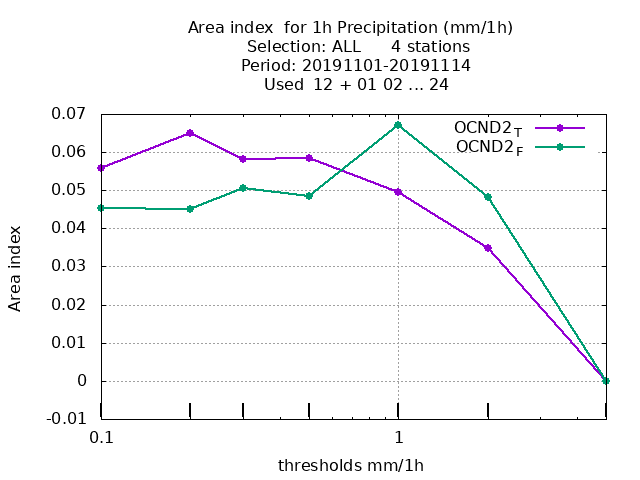 Area index  for 1h Precipitation (mm/1h)
Selection: ALL      4 stations
Period: 20191101-20191114
Used  12 + 01 02 ... 24
OCND2_T
OCND2_F
0.07
0.06
0.05
0.04
0.03
0.02
0.01
0
-0.01
Area index
0.1
1
thresholds mm/1h